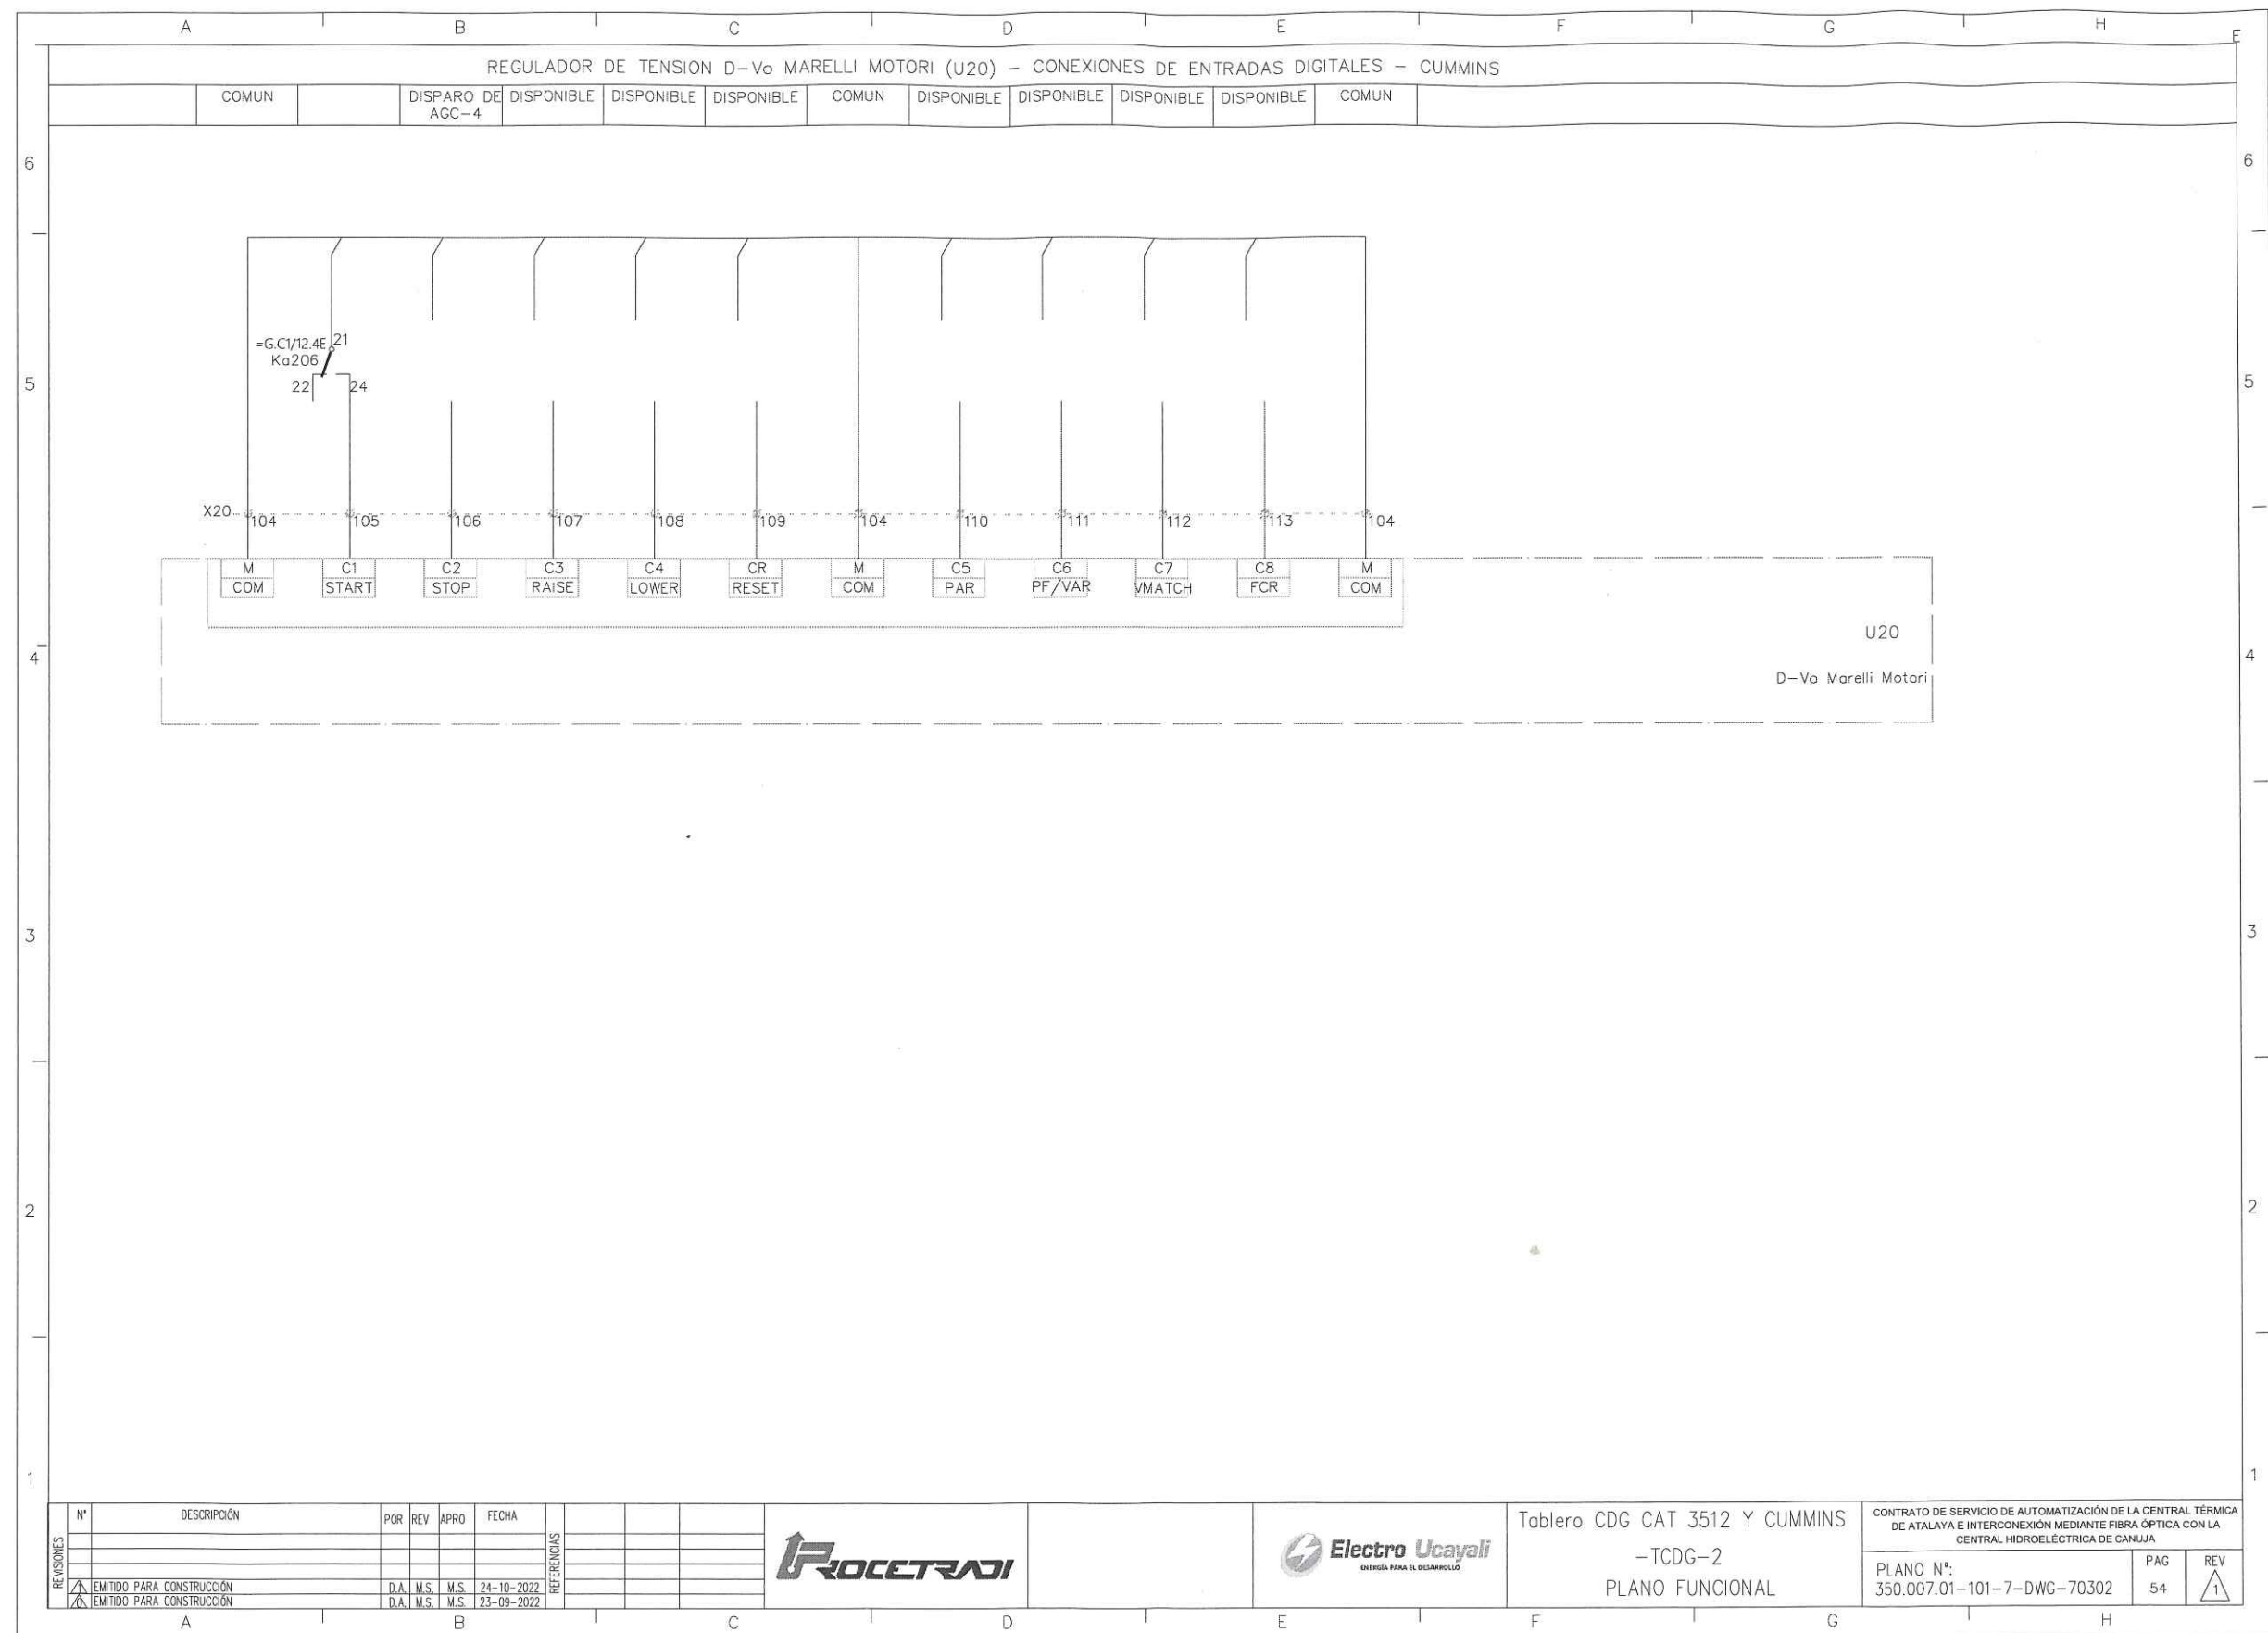 A B C D E F G H
REGULADOR DE TENSION D-Vo MARELLI MOTORI (U20) - CONEXIONES DE ENTRADAS DIGITALES - CUMMINS
COMUN DISPARO DE AGC-4 DISPONIBLE DISPONIBLE DISPONIBLE COMUN DISPONIBLE DISPONIBLE DISPONIBLE DISPONIBLE COMUN
6 6
=G.C1/12.4E 21
Ka206
5 5
22 24
X20 104 105 106 107 108 109 104 110 111 112 113 104
M C1 C2 C3 C4 CR M C5 C6 C7 C8 M
COM START STOP RAISE LOWER RESET COM PAR PF/VAR VMATCH FCR COM
U20
4 4
D-Vo Marelli Motori
3 3
2 2
1 1
REVISIONES
N° DESCRIPCIÓN POR REV APRO FECHA
1 EMITIDO PARA CONSTRUCCIÓN D.A. M.S. M.S. 24-10-2022
0 EMITIDO PARA CONSTRUCCIÓN D.A. M.S. M.S. 23-09-2022
REFERENCIAS
PROCETRADI
Electro Ucayali
ENERGÍA PARA EL DESARROLLO
Tablero CDG CAT 3512 Y CUMMINS
-TCDG-2
PLANO FUNCIONAL
CONTRATO DE SERVICIO DE AUTOMATIZACIÓN DE LA CENTRAL TÉRMICA
DE ATALAYA E INTERCONEXIÓN MEDIANTE FIBRA ÓPTICA CON LA
CENTRAL HIDROELÉCTRICA DE CANUJA
PLANO Nº:
350.007.01-101-7-DWG-70302
PAG
54
REV
1
A B C D E F G H